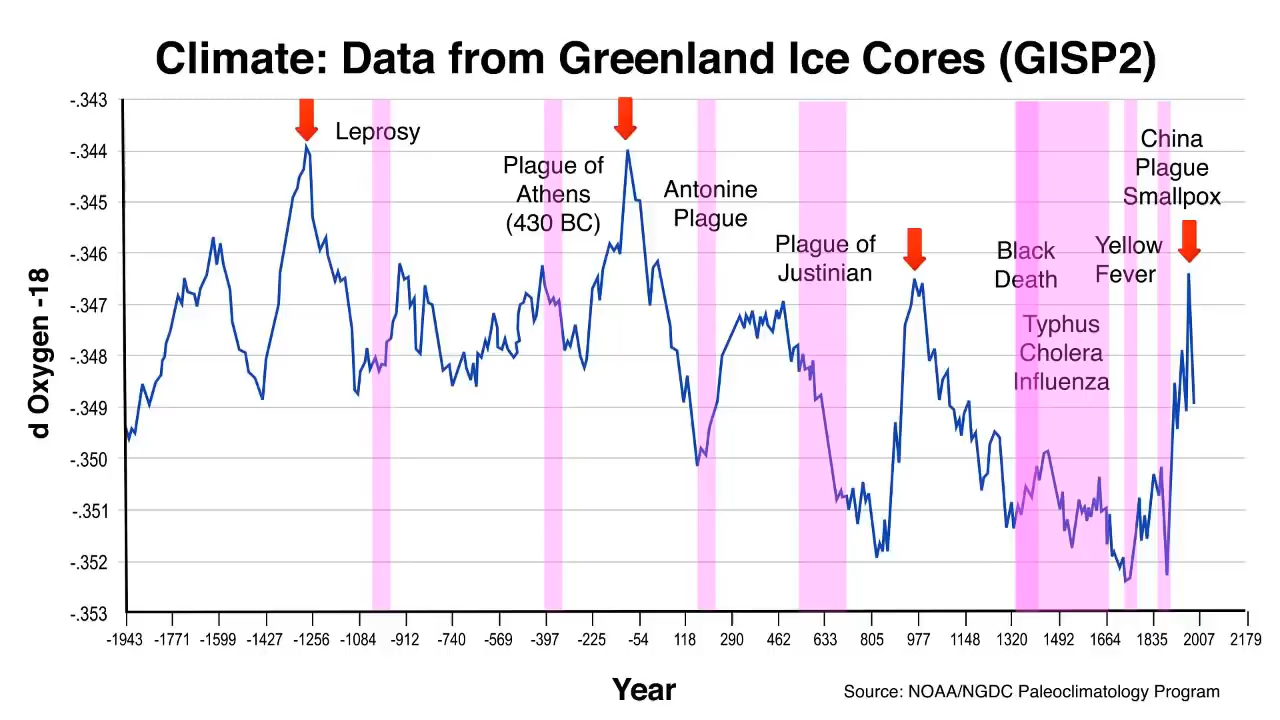 Climate: Data from Greenland Ice Cores (GISP2)
-.343
-.344
-.345
-.346
-.347
-.348
-.349
-.350
-.351
-.352
-.353
d Oxygen -18
Leprosy
Plague of
Athens
(430 BC)
Antonine
Plague
Plague of
Justinian
Black
Death
Typhus
Cholera
Influenza
Yellow
Fever
China
Plague
Smallpox
-1943 -1771 -1599 -1427 -1256 -1084 -912 -740 -569 -397 -225 -54 118 290 462 633 805 977 1148 1320 1492 1664 1835 2007 2179
Year
Source: NOAA/NGDC Paleoclimatology Program